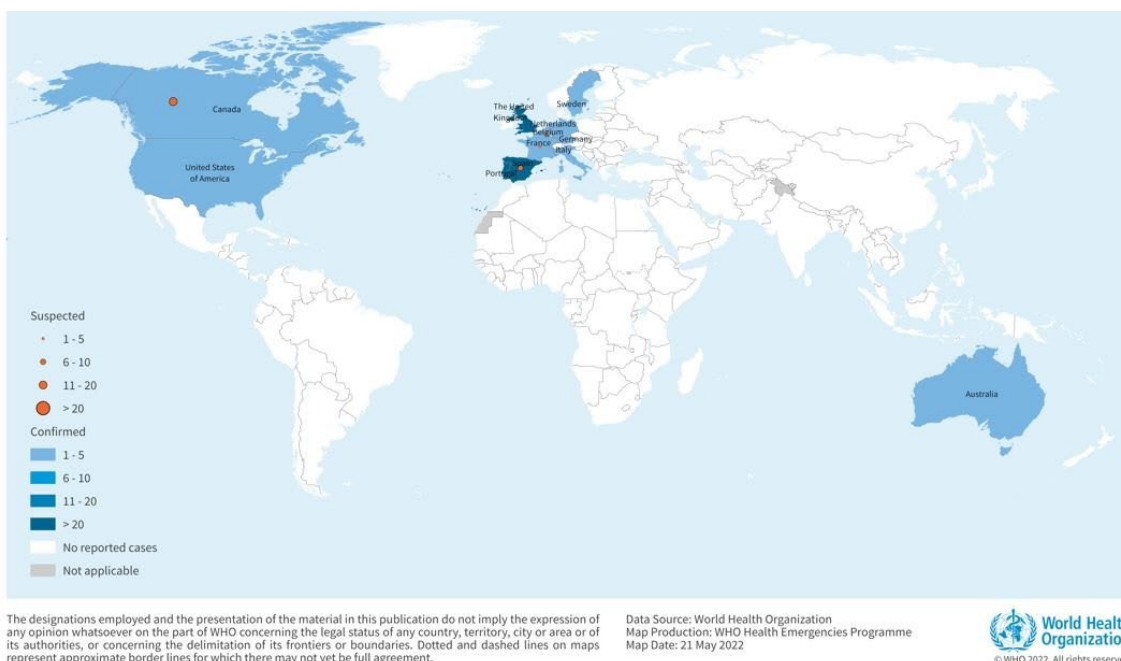 Canada
United States
of America
The United
Kingdom
Sweden
Netherlands
Belgium
Germany
France
Italy
Portugal
Australia
Suspected
1 - 5
6 - 10
11 - 20
> 20
Confirmed
1 - 5
6 - 10
11 - 20
> 20
No reported cases
Not applicable
The designations employed and the presentation of the material in this publication do not imply the expression of
any opinion whatsoever on the part of WHO concerning the legal status of any country, territory, city or area or of
its authorities, or concerning the delimitation of its frontiers or boundaries. Dotted and dashed lines on maps
represent approximate border lines for which there may not yet be full agreement.
Data Source: World Health Organization
Map Production: WHO Health Emergencies Programme
Map Date: 21 May 2022
World Heal
Organizatio
© WHO 2022. All rights reserv